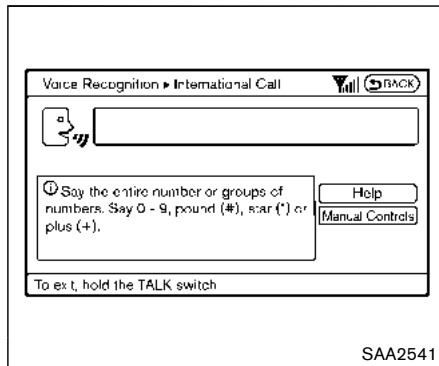 Voice Recognition ▸ International Call BACK
Say the entire number or groups of
numbers. Say 0 - 9, pound (#), star (*) or
plus (+).
Help
Manual Controls
To exit, hold the TALK switch
SAA2541